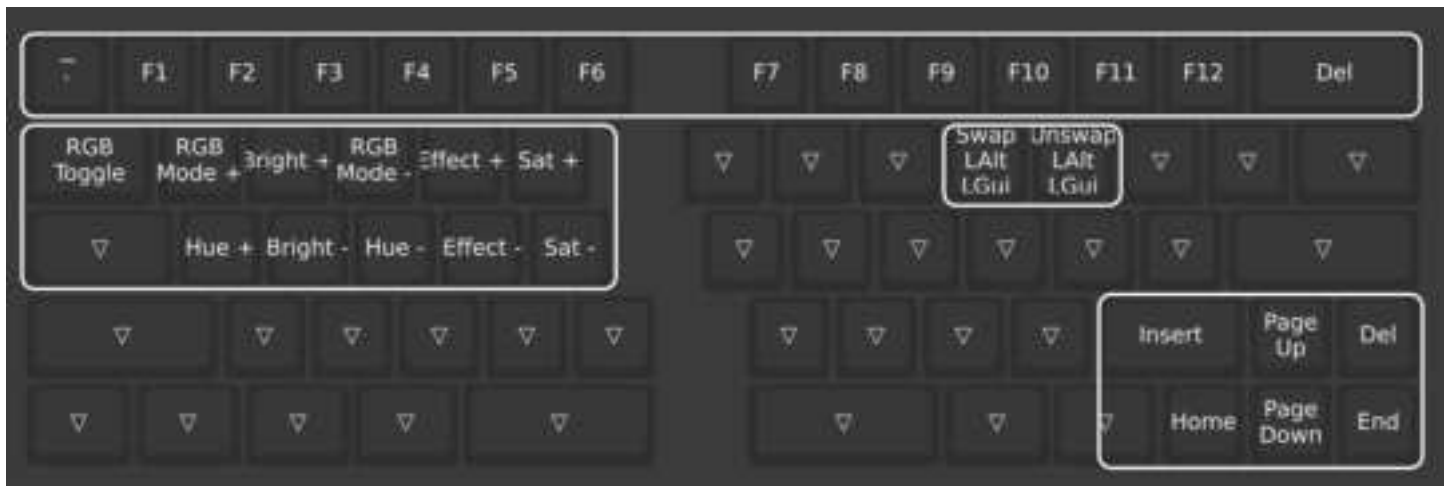 ~ F1 F2 F3 F4 F5 F6 F7 F8 F9 F10 F11 F12 Del
RGB Toggle RGB Mode + Bright + RGB Mode - Effect + Sat + ▽ ▽ ▽ Swap LAlt LGui Unswap LAlt LGui ▽ ▽ ▽
▽ Hue + Bright - Hue - Effect - Sat - ▽ ▽ ▽ ▽ ▽ ▽ ▽
▽ ▽ ▽ ▽ ▽ ▽ ▽ ▽ ▽ ▽ Insert Page Up Del
▽ ▽ ▽ ▽ ▽ ▽ ▽ ▽ Home Page Down End